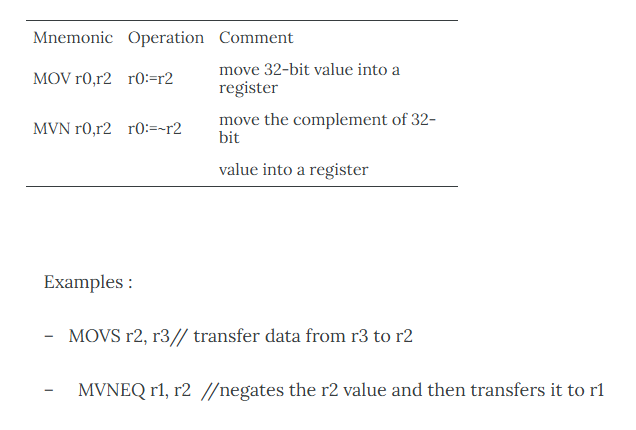 Mnemonic Operation Comment
MOV r0,r2 r0:=r2 move 32-bit value into a
register
MVN r0,r2 r0:=~r2 move the complement of 32-
bit
value into a register
Examples :
– MOVS r2, r3// transfer data from r3 to r2
– MVNEQ r1, r2 //negates the r2 value and then transfers it to r1